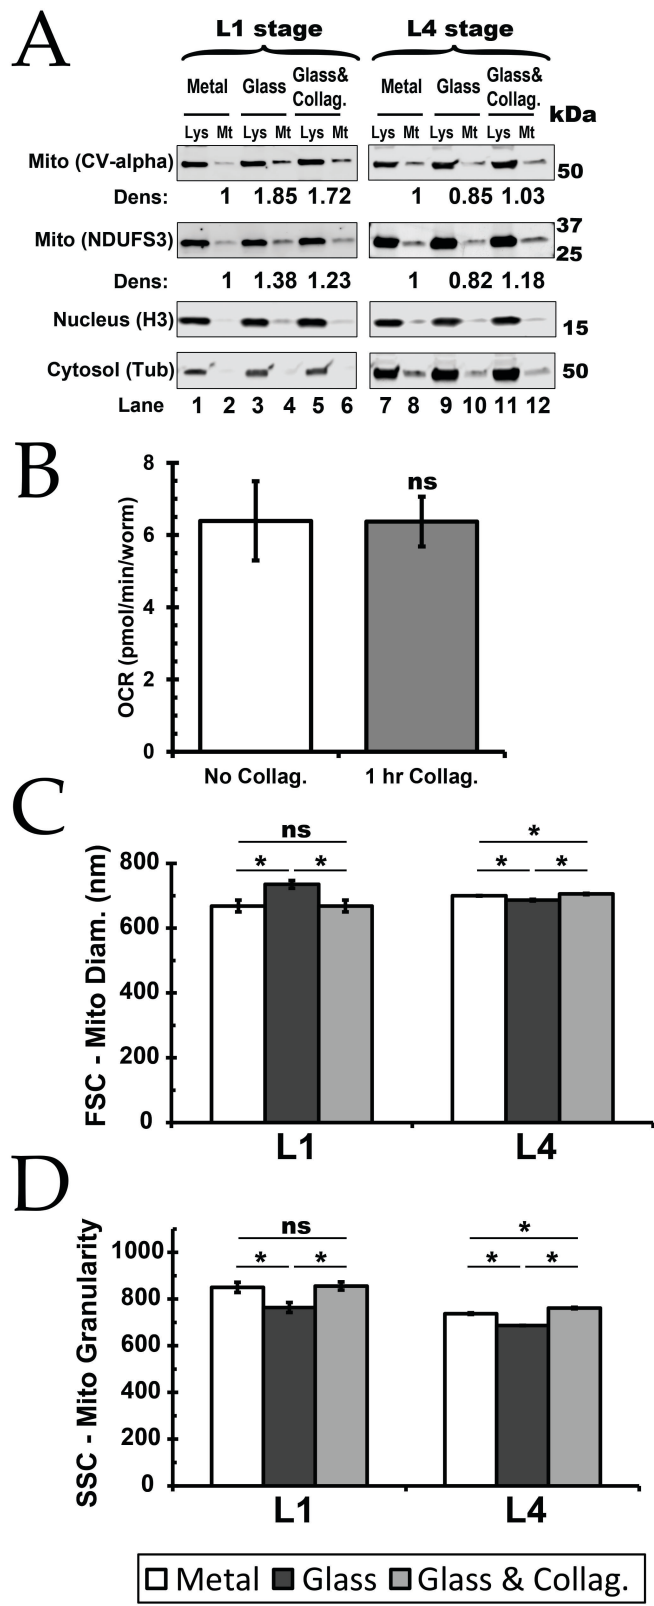 A
L1 stage L4 stage
Metal Glass Glass& Collag. Metal Glass Glass& Collag.
kDa
Lys Mt Lys Mt Lys Mt Lys Mt Lys Mt Lys Mt
Mito (CV-alpha) 50
Dens: 1 1.85 1.72 1 0.85 1.03
Mito (NDUFS3) 37
25
Dens: 1 1.38 1.23 1 0.82 1.18
Nucleus (H3) 15
Cytosol (Tub) 50
Lane 1 2 3 4 5 6 7 8 9 10 11 12
B
OCR (pmol/min/worm)
8
6
4
2
0
ns
No Collag. 1 hr Collag.
C
FSC - Mito Diam. (nm)
800
600
400
200
0
ns *
* * * *
L1 L4
D
SSC - Mito Granularity
1000
800
600
400
200
0
ns *
* * * *
L1 L4
Metal Glass Glass & Collag.